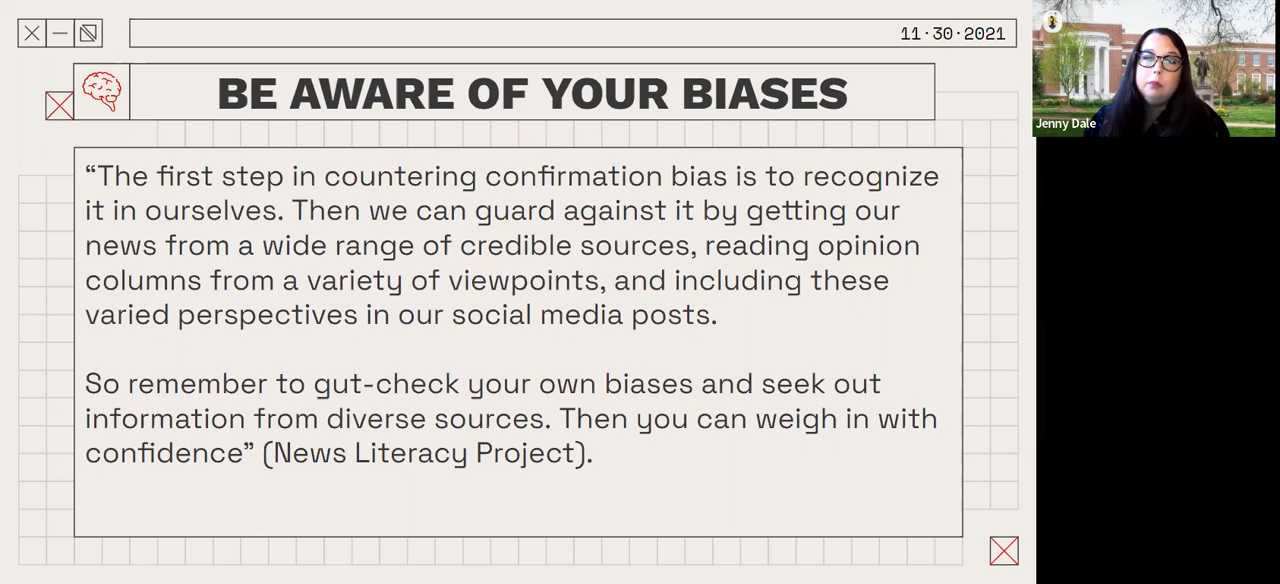 11·30·2021
BE AWARE OF YOUR BIASES
“The first step in countering confirmation bias is to recognize
it in ourselves. Then we can guard against it by getting our
news from a wide range of credible sources, reading opinion
columns from a variety of viewpoints, and including these
varied perspectives in our social media posts.
So remember to gut-check your own biases and seek out
information from diverse sources. Then you can weigh in with
confidence” (News Literacy Project).
Jenny Dale